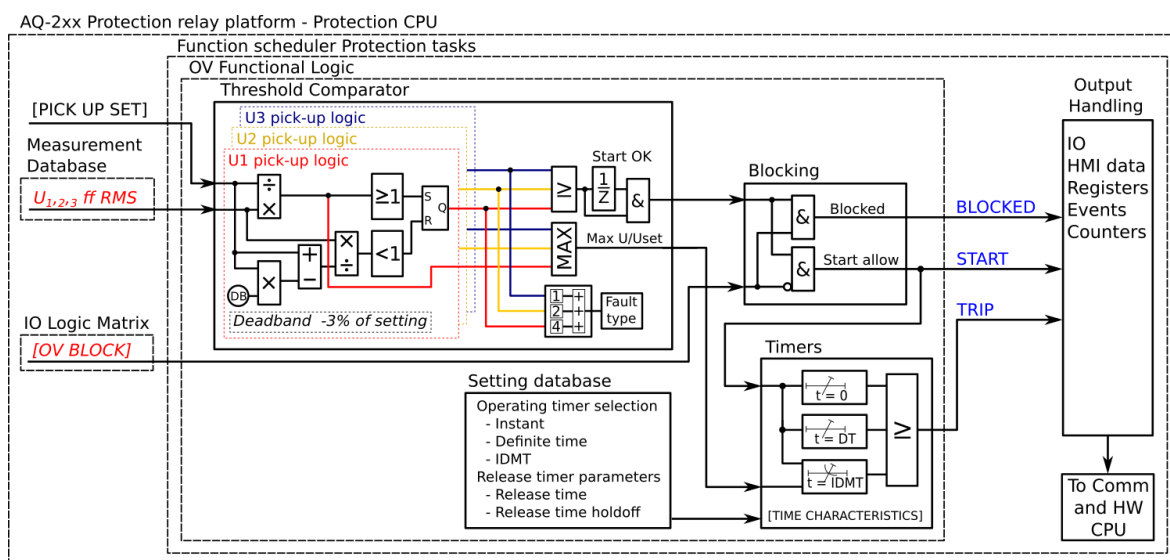 AQ-2xx Protection relay platform - Protection CPU
Function scheduler Protection tasks
OV Functional Logic
Threshold Comparator
[PICK UP SET]
Measurement
Database
U1,2,3 ff RMS
IO Logic Matrix
[OV BLOCK]
U3 pick-up logic
U2 pick-up logic
U1 pick-up logic
÷
×
≥1
S
Q
R
×
÷
<1
+
−
×
DB
Deadband -3% of setting
≥
Start OK
1
Z
&
MAX
Max U/Uset
1 +
2 +
4 +
Fault
type
Blocking
&
Blocked
&
Start allow
Setting database
Operating timer selection
- Instant
- Definite time
- IDMT
Release timer parameters
- Release time
- Release time holdoff
Timers
t = 0
t = DT
t = IDMT
≥
[TIME CHARACTERISTICS]
BLOCKED
START
TRIP
Output
Handling
IO
HMI data
Registers
Events
Counters
To Comm
and HW
CPU